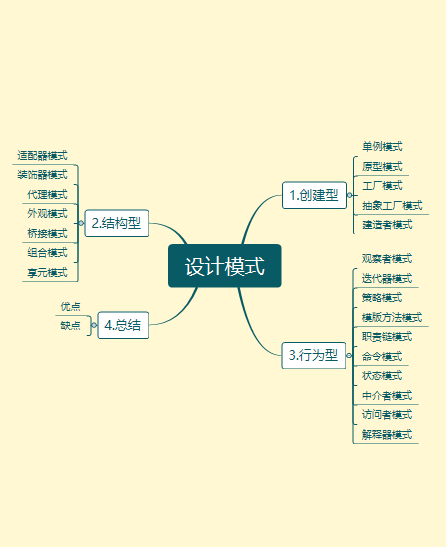 设计模式
1.创建型
单例模式
原型模式
工厂模式
抽象工厂模式
建造者模式
2.结构型
适配器模式
装饰器模式
代理模式
外观模式
桥接模式
组合模式
享元模式
3.行为型
观察者模式
迭代器模式
策略模式
模版方法模式
职责链模式
命令模式
状态模式
中介者模式
访问者模式
解释器模式
4.总结
优点
缺点